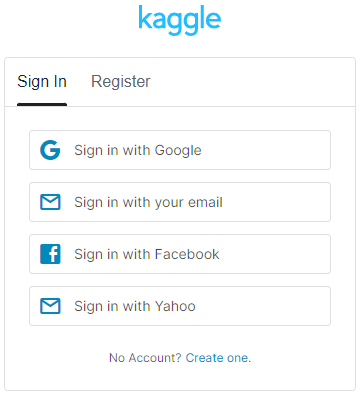 kaggle
Sign In Register
Sign in with Google
Sign in with your email
Sign in with Facebook
Sign in with Yahoo
No Account? Create one.